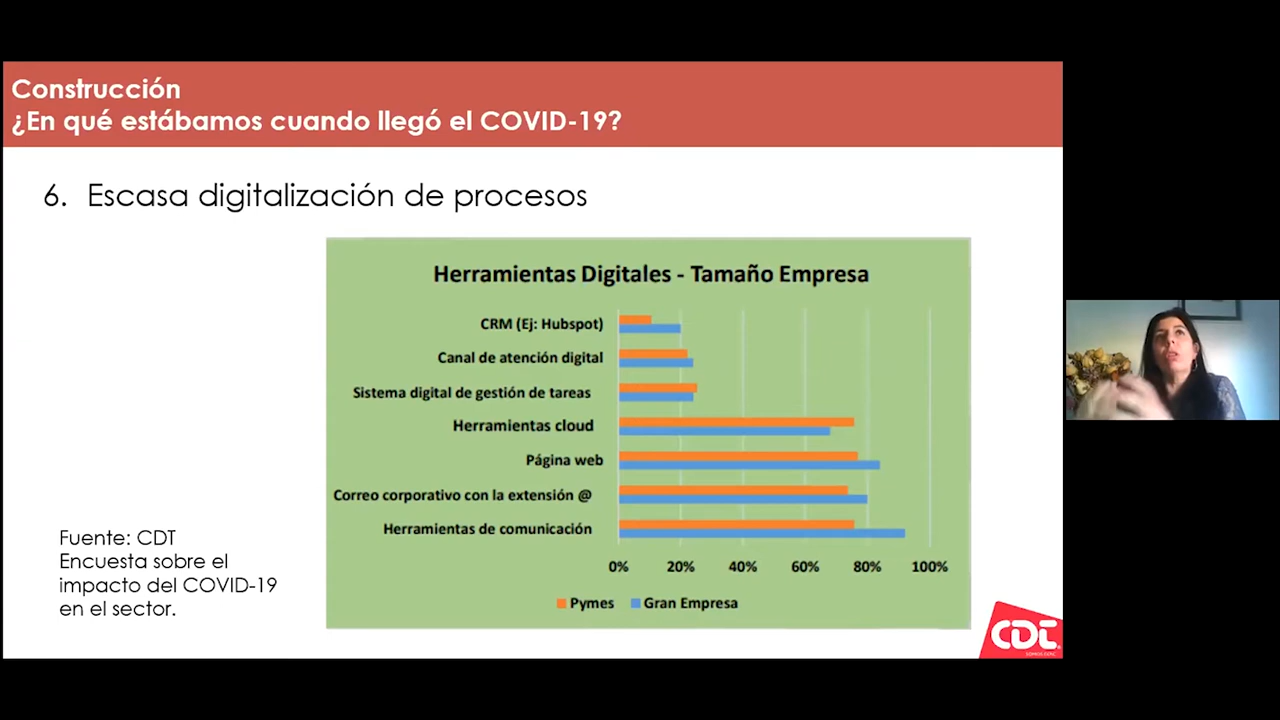 Construcción
¿En qué estábamos cuando llegó el COVID-19?
6. Escasa digitalización de procesos
Herramientas Digitales - Tamaño Empresa
CRM (Ej: Hubspot)
Canal de atención digital
Sistema digital de gestión de tareas
Herramientas cloud
Página web
Correo corporativo con la extensión @
Herramientas de comunicación
0% 20% 40% 60% 80% 100%
Pymes Gran Empresa
Fuente: CDT
Encuesta sobre el
impacto del COVID-19
en el sector.
CDT